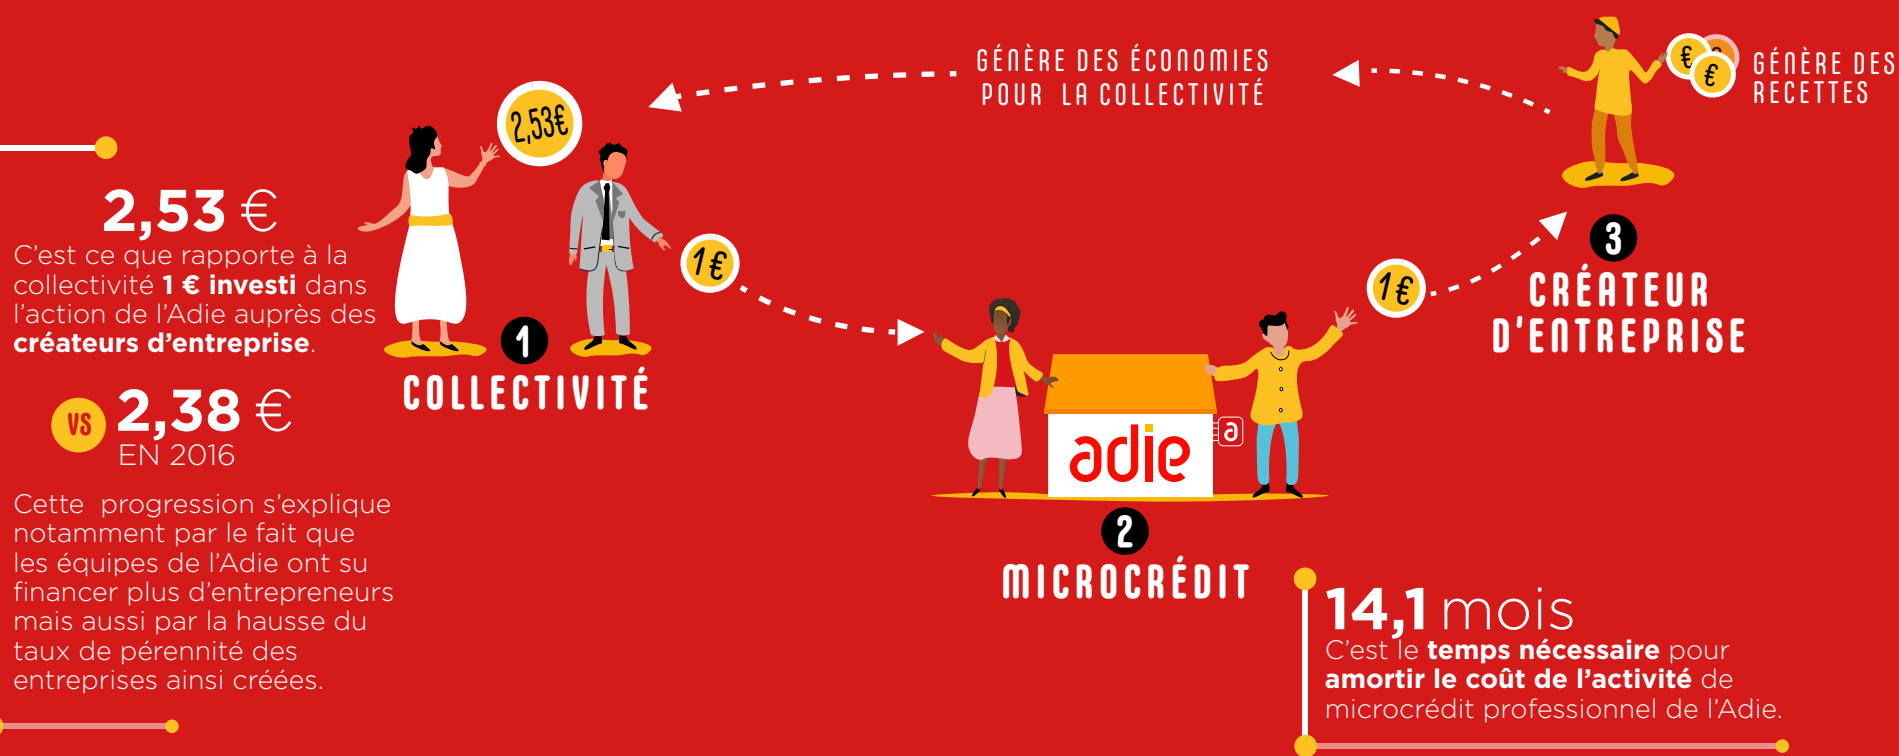 2,53 €
C'est ce que rapporte à la
collectivité 1 € investi dans
l'action de l'Adie auprès des
créateurs d'entreprise.
VS 2,38 €
EN 2016
Cette progression s'explique
notamment par le fait que
les équipes de l'Adie ont su
financer plus d'entrepreneurs
mais aussi par la hausse du
taux de pérennité des
entreprises ainsi créées.
2,53€
1
COLLECTIVITÉ
1€
adie
a
2
MICROCRÉDIT
1€
3
CRÉATEUR
D'ENTREPRISE
€
€
GÉNÈRE DES
RECETTES
GÉNÈRE DES ÉCONOMIES
POUR LA COLLECTIVITÉ
14,1 mois
C'est le temps nécessaire pour
amortir le coût de l'activité de
microcrédit professionnel de l'Adie.